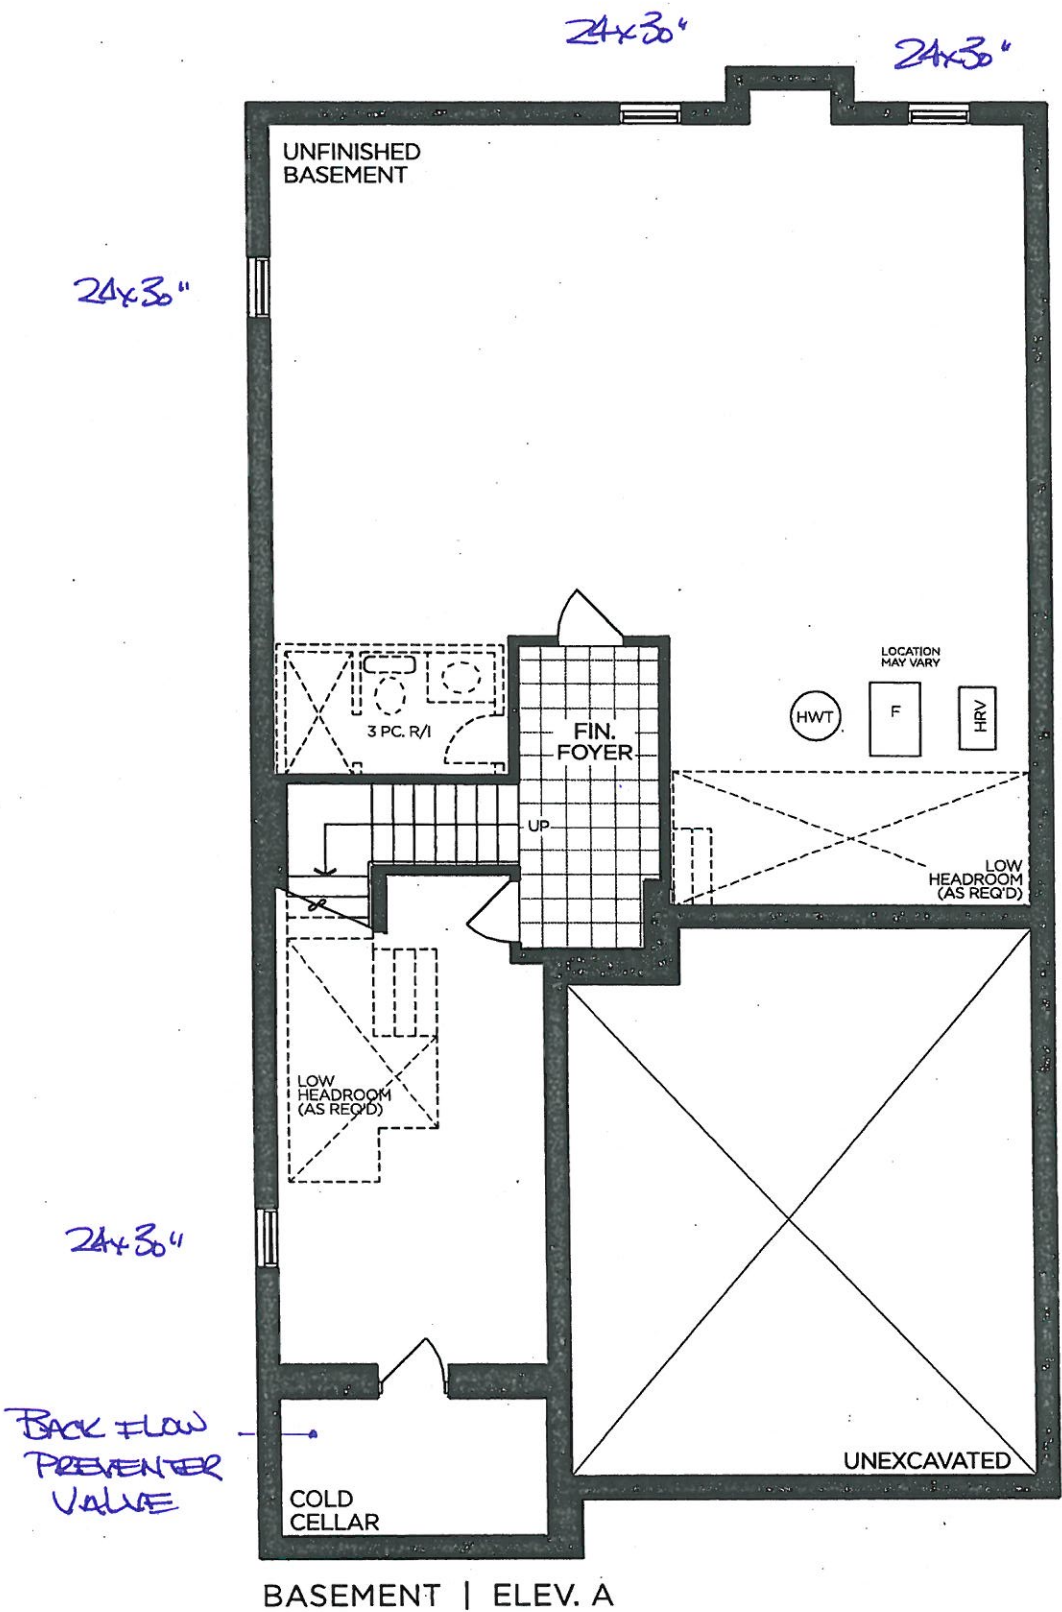 24x30"
24x30"
UNFINISHED
BASEMENT
24x30"
LOCATION
MAY VARY
HWT
F
HRV
3 PC. R/I
FIN.
FOYER
UP
LOW
HEADROOM
(AS REQ'D)
LOW
HEADROOM
(AS REQ'D)
24x30"
BACK FLOW
PREVENTER
VALVE
UNEXCAVATED
COLD
CELLAR
BASEMENT | ELEV. A